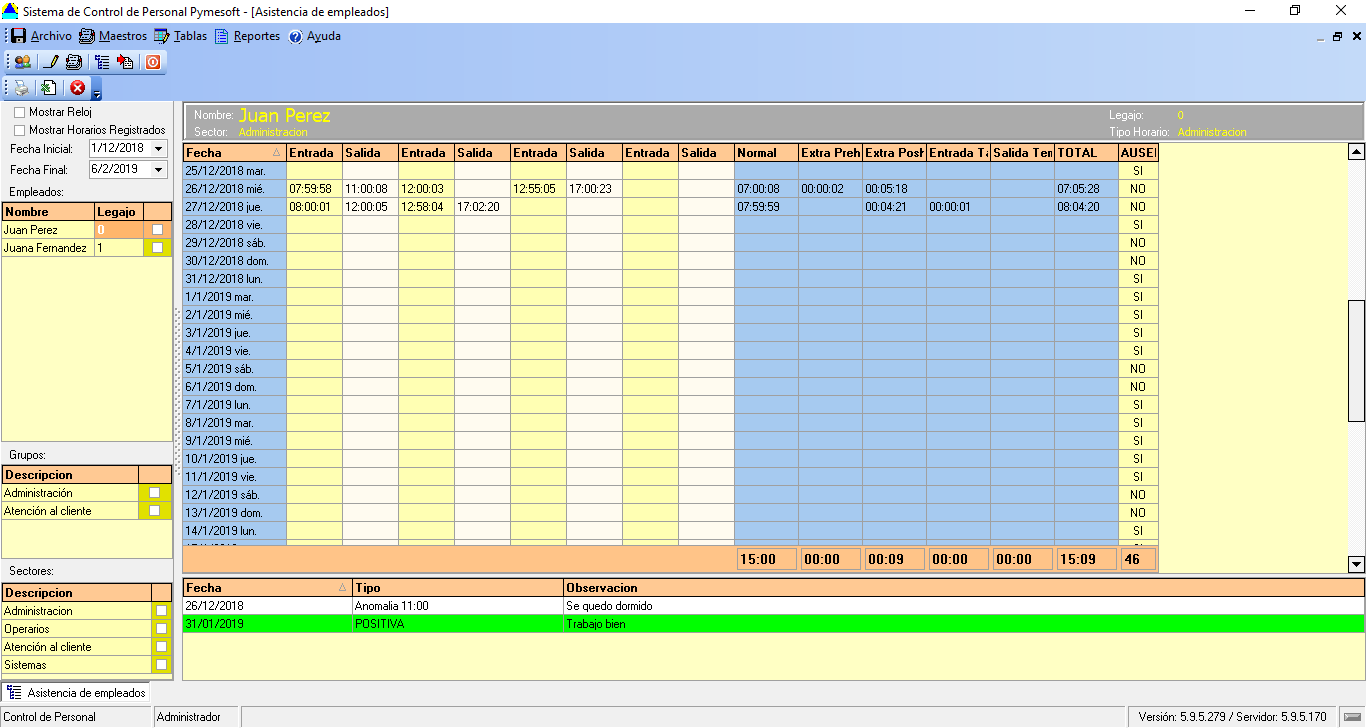 Sistema de Control de Personal Pymesoft - [Asistencia de empleados]
Archivo Maestros Tablas Reportes Ayuda
Mostrar Reloj
Mostrar Horarios Registrados
Fecha Inicial: 1/12/2018
Fecha Final: 6/2/2019
Empleados:
Nombre Legajo
Juan Perez 0
Juana Fernandez 1
Grupos:
Descripcion
Administración
Atención al cliente
Sectores:
Descripcion
Administracion
Operarios
Atención al cliente
Sistemas
Nombre: Juan Perez Legajo: 0
Sector: Administracion Tipo Horario: Administracion
Fecha Entrada Salida Entrada Salida Entrada Salida Entrada Salida Normal Extra Preh Extra Posh Entrada Ta Salida Tem TOTAL AUSE
25/12/2018 mar. SI
26/12/2018 mié. 07:59:58 11:00:08 12:00:03 12:55:05 17:00:23 07:00:08 00:00:02 00:05:18 07:05:28 NO
27/12/2018 jue. 08:00:01 12:00:05 12:58:04 17:02:20 07:59:59 00:04:21 00:00:01 08:04:20 NO
28/12/2018 vie. SI
29/12/2018 sáb. NO
30/12/2018 dom. NO
31/12/2018 lun. SI
1/1/2019 mar. SI
2/1/2019 mié. SI
3/1/2019 jue. SI
4/1/2019 vie. SI
5/1/2019 sáb. NO
6/1/2019 dom. NO
7/1/2019 lun. SI
8/1/2019 mar. SI
9/1/2019 mié. SI
10/1/2019 jue. SI
11/1/2019 vie. SI
12/1/2019 sáb. NO
13/1/2019 dom. NO
14/1/2019 lun. SI
15:00 00:00 00:09 00:00 00:00 15:09 46
Fecha Tipo Observacion
26/12/2018 Anomalia 11:00 Se quedo dormido
31/01/2019 POSITIVA Trabajo bien
Asistencia de empleados
Control de Personal Administrador Versión: 5.9.5.279 / Servidor: 5.9.5.170